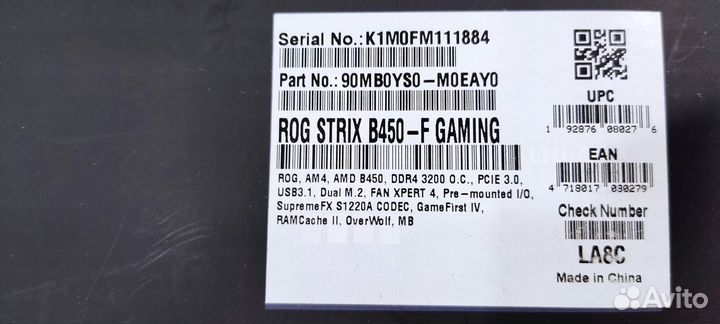 Serial No.:K1M0FM111884
Part No.:90MB0YS0-M0EAY0
ROG STRIX B450-F GAMING
ROG, AM4, AMD B450, DDR4 3200 O.C., PCIE 3.0,
USB3.1, Dual M.2, FAN XPERT 4, Pre-mounted I/O,
SupremeFX S1220A CODEC, GameFirst IV,
RAMCache II, OverWolf, MB
UPC
1 92876 08027 6
EAN
4 718017 030279
Check Number
LA8C
Made in China
Avito